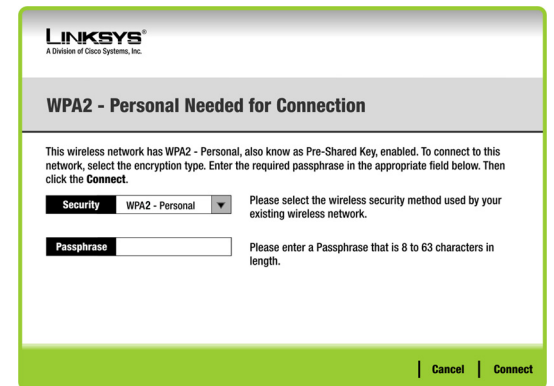 LINKSYS®
A Division of Cisco Systems, Inc.
WPA2 - Personal Needed for Connection
This wireless network has WPA2 - Personal, also know as Pre-Shared Key, enabled. To connect to this
network, select the encryption type. Enter the required passphrase in the appropriate field below. Then
click the Connect.
Security WPA2 - Personal
Please select the wireless security method used by your
existing wireless network.
Passphrase
Please enter a Passphrase that is 8 to 63 characters in
length.
Cancel Connect